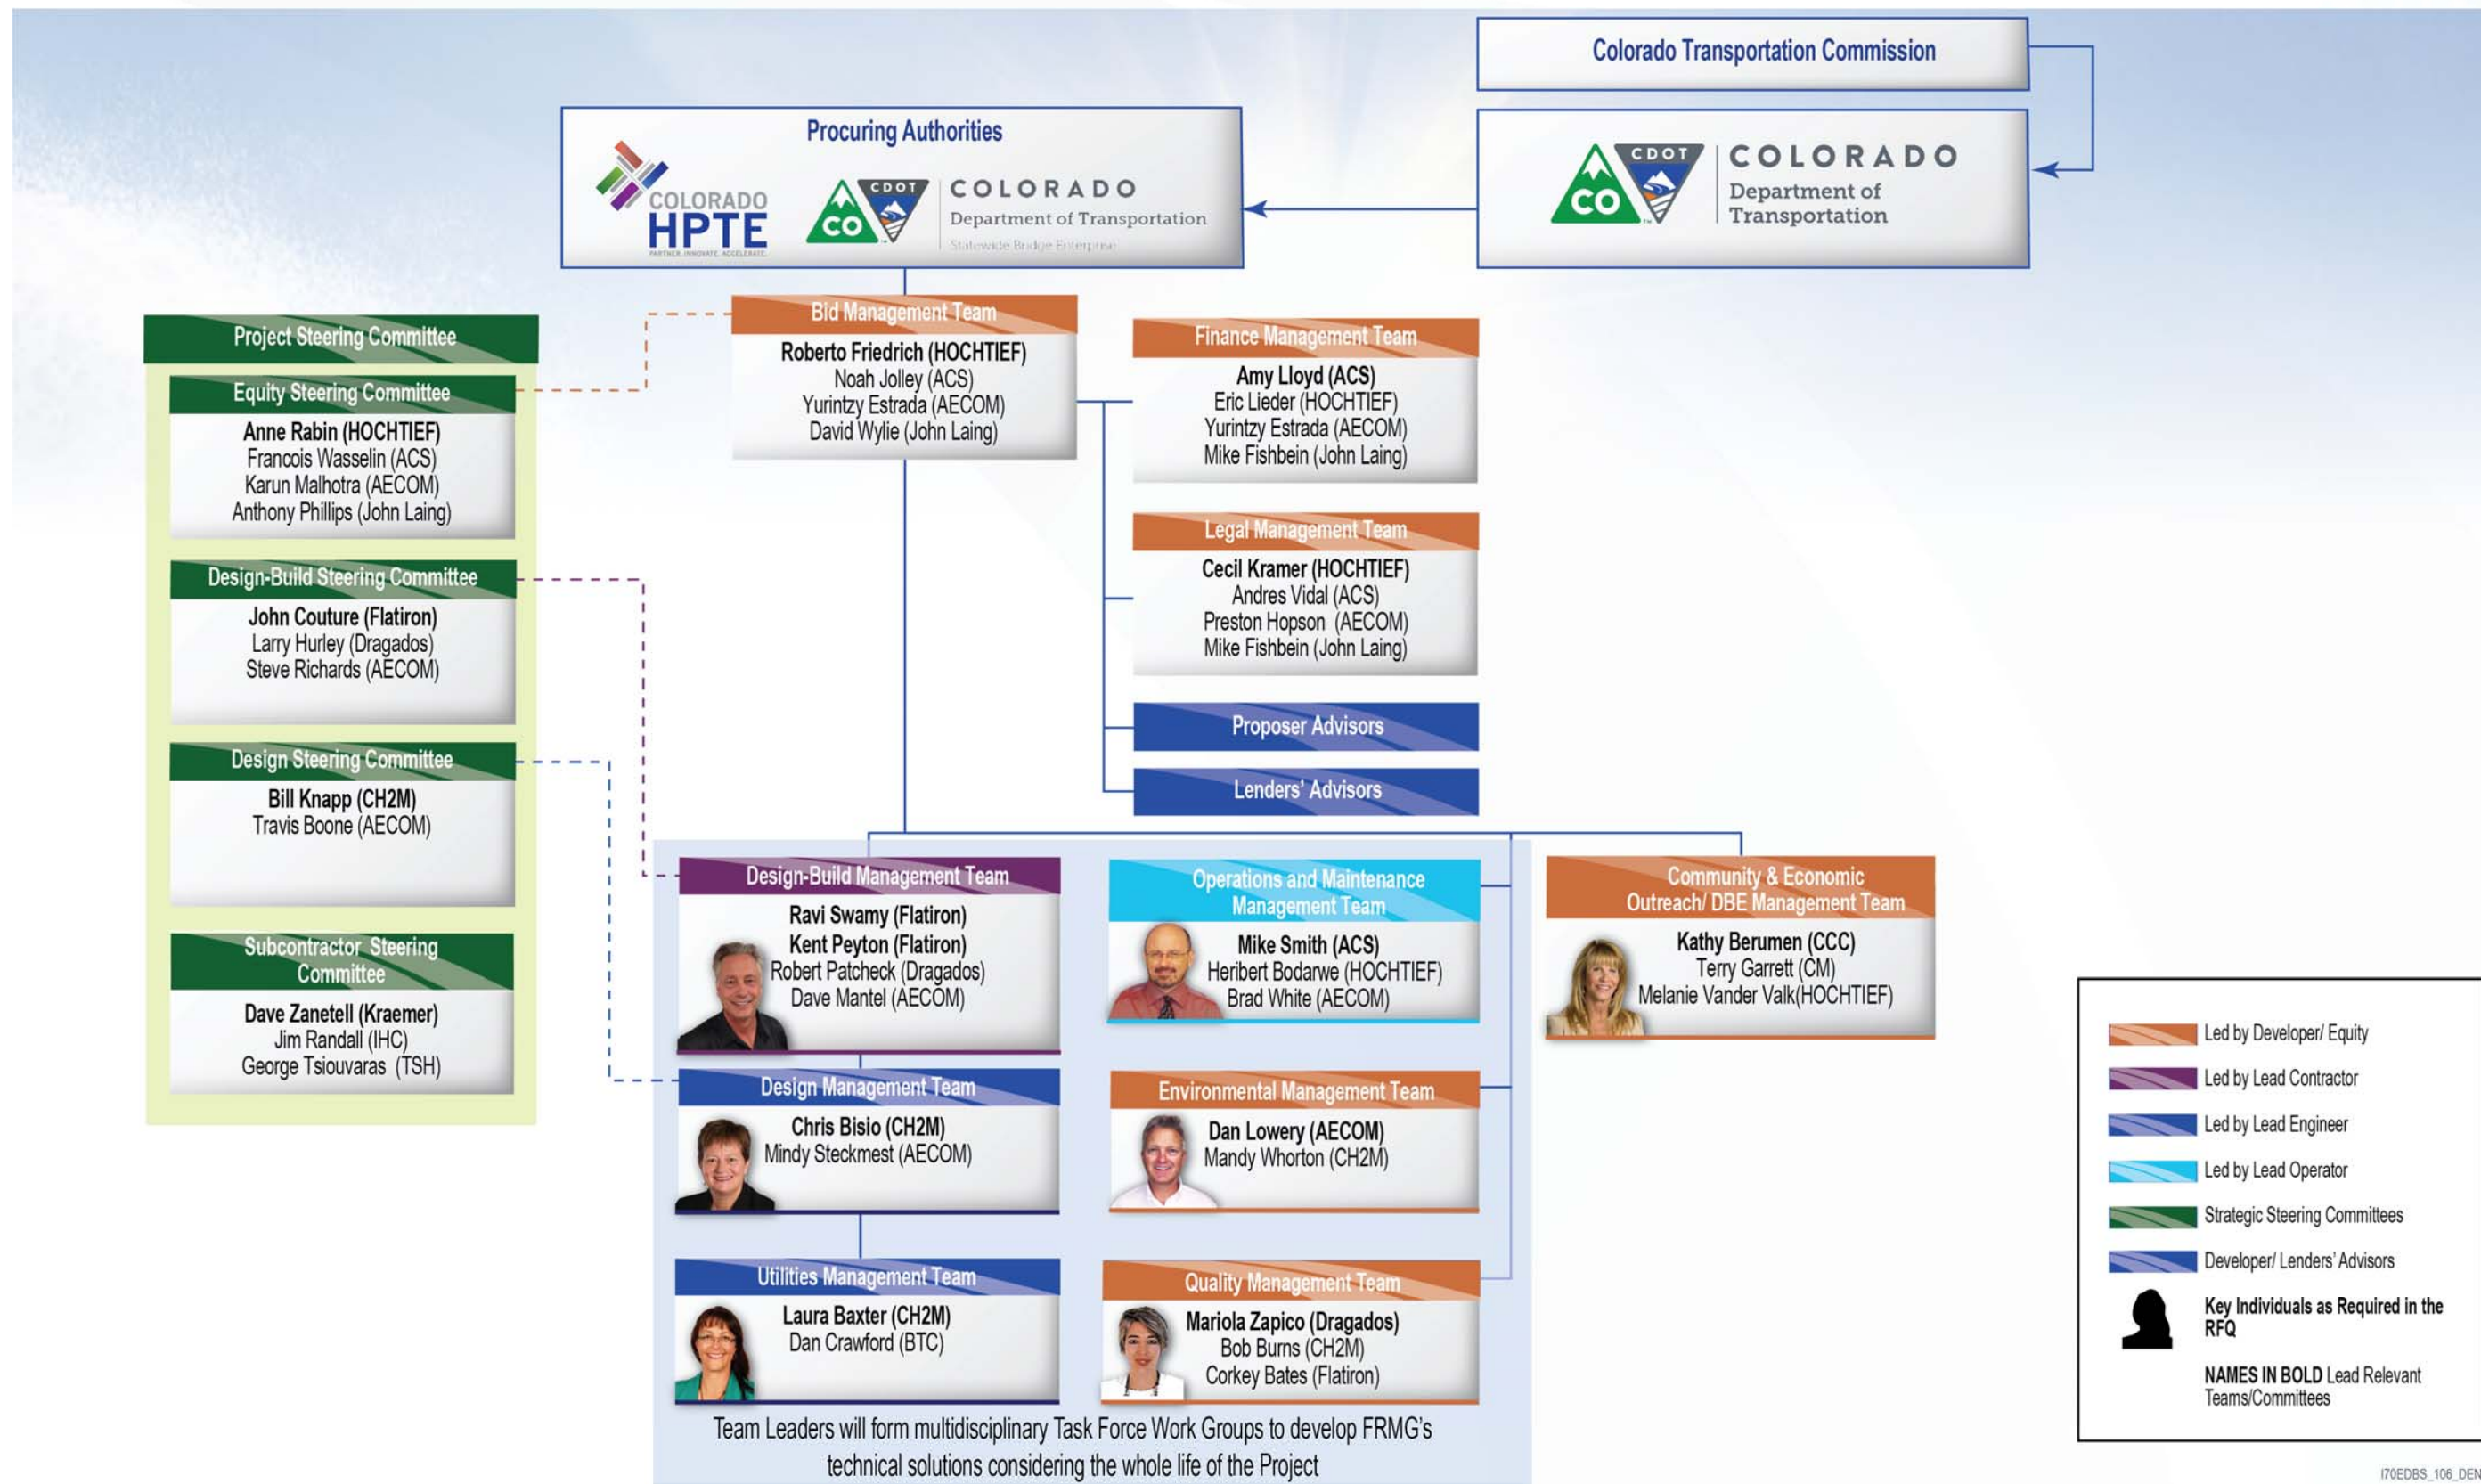 Colorado Transportation Commission
CDOT
CO
COLORADO
Department of
Transportation
Procuring Authorities
COLORADO
HPTE
PARTNER. INNOVATE. ACCELERATE.
CDOT
CO
COLORADO
Department of Transportation
Statewide Bridge Enterprise
Project Steering Committee
Equity Steering Committee
Anne Rabin (HOCHTIEF)
Francois Wasselin (ACS)
Karun Malhotra (AECOM)
Anthony Phillips (John Laing)
Design-Build Steering Committee
John Couture (Flatiron)
Larry Hurley (Dragados)
Steve Richards (AECOM)
Design Steering Committee
Bill Knapp (CH2M)
Travis Boone (AECOM)
Subcontractor Steering
Committee
Dave Zanetell (Kraemer)
Jim Randall (IHC)
George Tsiouvaras (TSH)
Bid Management Team
Roberto Friedrich (HOCHTIEF)
Noah Jolley (ACS)
Yurintzy Estrada (AECOM)
David Wylie (John Laing)
Finance Management Team
Amy Lloyd (ACS)
Eric Lieder (HOCHTIEF)
Yurintzy Estrada (AECOM)
Mike Fishbein (John Laing)
Legal Management Team
Cecil Kramer (HOCHTIEF)
Andres Vidal (ACS)
Preston Hopson (AECOM)
Mike Fishbein (John Laing)
Proposer Advisors
Lenders' Advisors
Design-Build Management Team
Ravi Swamy (Flatiron)
Kent Peyton (Flatiron)
Robert Patcheck (Dragados)
Dave Mantel (AECOM)
Operations and Maintenance
Management Team
Mike Smith (ACS)
Heribert Bodarwe (HOCHTIEF)
Brad White (AECOM)
Community & Economic
Outreach/ DBE Management Team
Kathy Berumen (CCC)
Terry Garrett (CM)
Melanie Vander Valk(HOCHTIEF)
Design Management Team
Chris Bisio (CH2M)
Mindy Steckmest (AECOM)
Environmental Management Team
Dan Lowery (AECOM)
Mandy Whorton (CH2M)
Utilities Management Team
Laura Baxter (CH2M)
Dan Crawford (BTC)
Quality Management Team
Mariola Zapico (Dragados)
Bob Burns (CH2M)
Corkey Bates (Flatiron)
Team Leaders will form multidisciplinary Task Force Work Groups to develop FRMG's
technical solutions considering the whole life of the Project
Led by Developer/ Equity
Led by Lead Contractor
Led by Lead Engineer
Led by Lead Operator
Strategic Steering Committees
Developer/ Lenders' Advisors
Key Individuals as Required in the
RFQ
NAMES IN BOLD Lead Relevant
Teams/Committees
I70EDBS_106_DEN